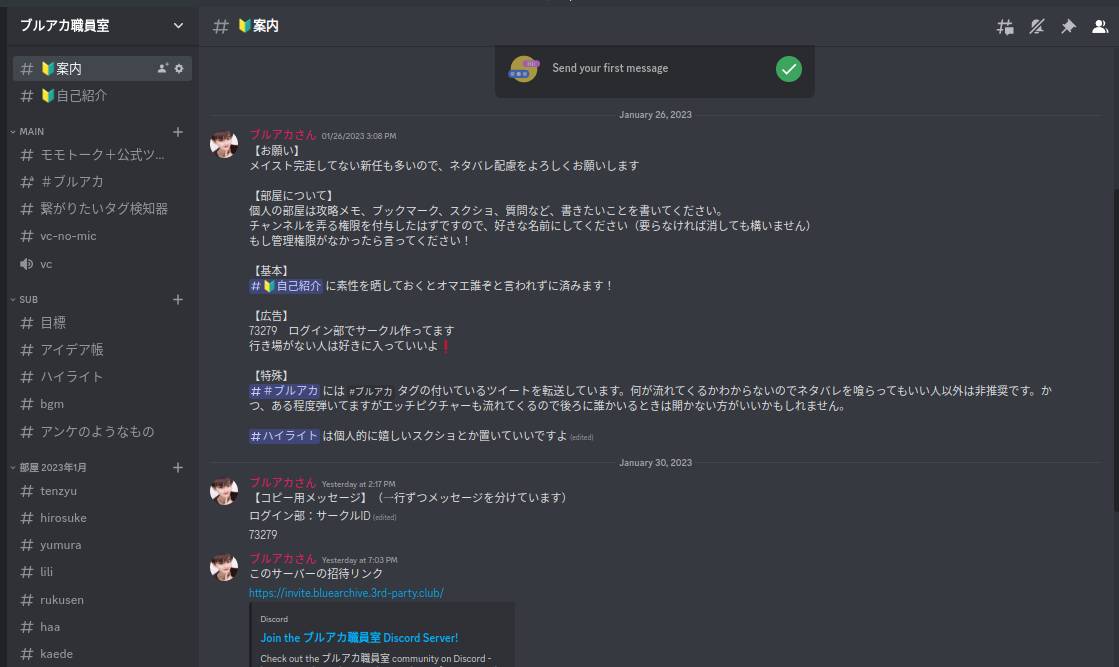 ブルアカ職員室
# 🔰案内
# 🔰案内
# 🔰自己紹介
MAIN
# モモトーク＋公式ツ...
# ＃ブルアカ
# 繋がりたいタグ検知器
# vc-no-mic
vc
SUB
# 目標
# アイデア帳
# ハイライト
# bgm
# アンケのようなもの
部屋 2023年1月
# tenzyu
# hirosuke
# yumura
# lili
# rukusen
# haa
# kaede
Send your first message
January 26, 2023
ブルアカさん 01/26/2023 3:08 PM
【お願い】
メイスト完走してない新任も多いので、ネタバレ配慮をよろしくお願いします
【部屋について】
個人の部屋は攻略メモ、ブックマーク、スクショ、質問など、書きたいことを書いてください。
チャンネルを弄る権限を付与したはずですので、好きな名前にしてください（要らなければ消しても構いません）
もし管理権限がなかったら言ってください！
【基本】
# 🔰自己紹介 に素性を晒しておくとオマエ誰ぞと言われずに済みます！
【広告】
73279　ログイン部でサークル作ってます
行き場がない人は好きに入っていいよ❗
【特殊】
# ＃ブルアカ には #ブルアカ タグの付いているツイートを転送しています。何が流れてくるかわからないのでネタバレを喰らってもいい人以外は非推奨です。か
つ、ある程度弾いてますがエッチピクチャーも流れてくるので後ろに誰かいるときは開かない方がいいかもしれません。
# ハイライト は個人的に嬉しいスクショとか置いていいですよ (edited)
January 30, 2023
ブルアカさん Yesterday at 2:17 PM
【コピー用メッセージ】（一行ずつメッセージを分けています）
ログイン部：サークルID (edited)
73279
ブルアカさん Yesterday at 7:03 PM
このサーバーの招待リンク
https://invite.bluearchive.3rd-party.club/
Discord
Join the ブルアカ職員室 Discord Server!
Check out the ブルアカ職員室 community on Discord -